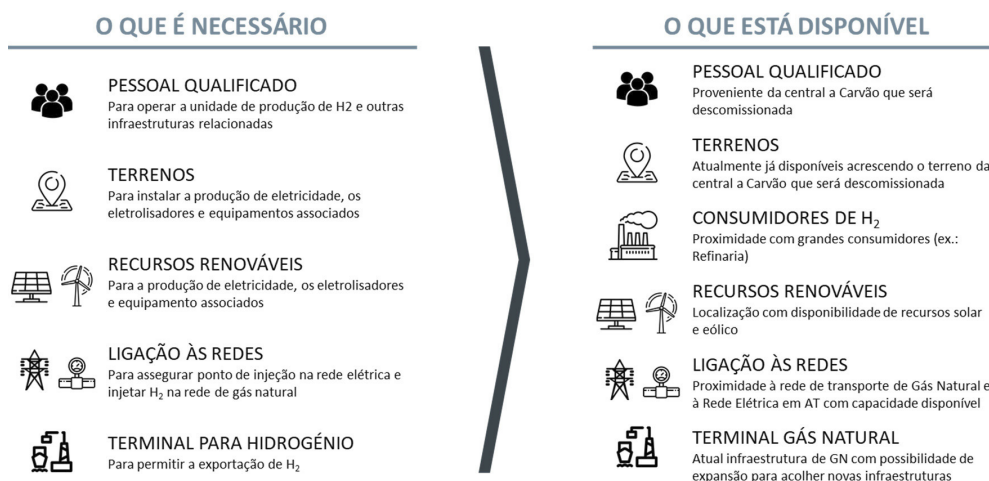 O QUE É NECESSÁRIO
PESSOAL QUALIFICADO
Para operar a unidade de produção de H2 e outras
infraestruturas relacionadas
TERRENOS
Para instalar a produção de eletricidade, os
eletrolisadores e equipamentos associados
RECURSOS RENOVÁVEIS
Para a produção de eletricidade, os eletrolisadores
e equipamento associados
LIGAÇÃO ÀS REDES
Para assegurar ponto de injeção na rede elétrica e
injetar H₂ na rede de gás natural
TERMINAL PARA HIDROGÉNIO
Para permitir a exportação de H₂
O QUE ESTÁ DISPONÍVEL
PESSOAL QUALIFICADO
Proveniente da central a Carvão que será
descomissionada
TERRENOS
Atualmente já disponíveis acrescendo o terreno da
central a Carvão que será descomissionada
CONSUMIDORES DE H₂
Proximidade com grandes consumidores (ex.:
Refinaria)
RECURSOS RENOVÁVEIS
Localização com disponibilidade de recursos solar
e eólico
LIGAÇÃO ÀS REDES
Proximidade à rede de transporte de Gás Natural e
à Rede Elétrica em AT com capacidade disponível
TERMINAL GÁS NATURAL
Atual infraestrutura de GN com possibilidade de
expansão para acolher novas infraestruturas